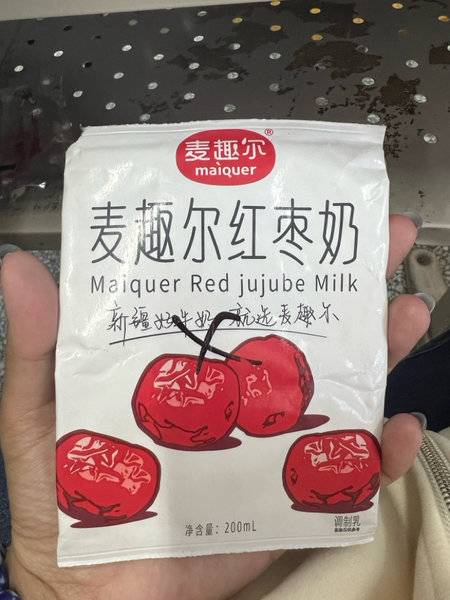 麦趣尔®
maiquer
麦趣尔红枣奶
Maiquer Red jujube Milk
新疆好牛奶 就选麦趣尔
净含量：200mL
调制乳